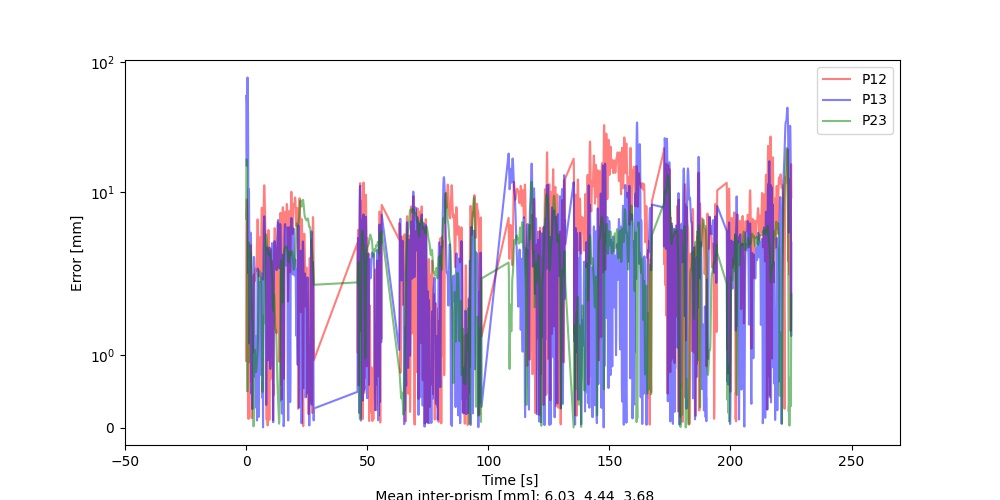 10²
10¹
10⁰
0
Error [mm]
P12
P13
P23
−50 0 50 100 150 200 250
Time [s]
Mean inter-prism [mm]: 6.03 4.44 3.68